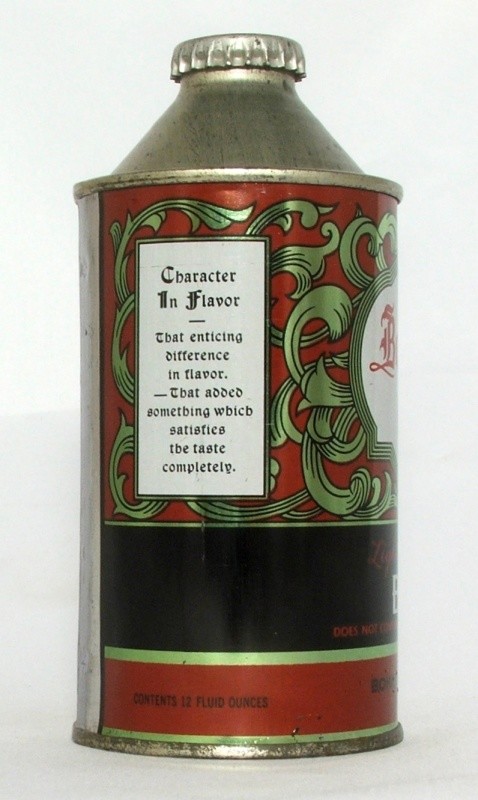 Character
In Flavor
—
That enticing
difference
in flavor.
— That added
something which
satisfies
the taste
completely.
B
DOES NOT
CONTENTS 12 FLUID OUNCES